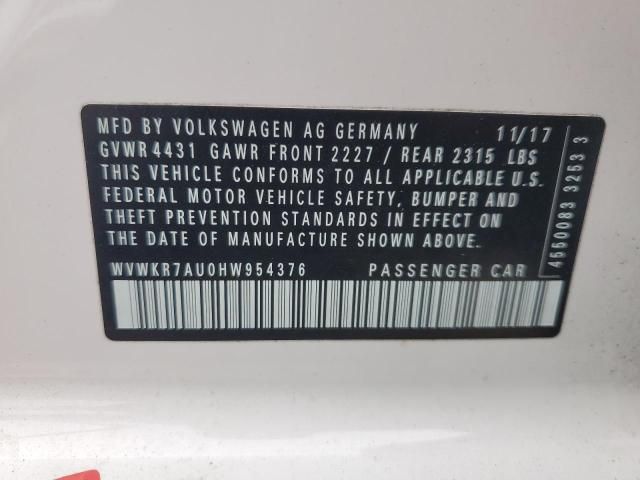 MFD BY VOLKSWAGEN AG GERMANY 11/17
GVWR 4431 GAWR FRONT 2227 / REAR 2315 LBS
THIS VEHICLE CONFORMS TO ALL APPLICABLE U.S.
FEDERAL MOTOR VEHICLE SAFETY, BUMPER AND
THEFT PREVENTION STANDARDS IN EFFECT ON
THE DATE OF MANUFACTURE SHOWN ABOVE.
WVWKR7AU0HW954376 PASSENGER CAR
4550083 3253 3